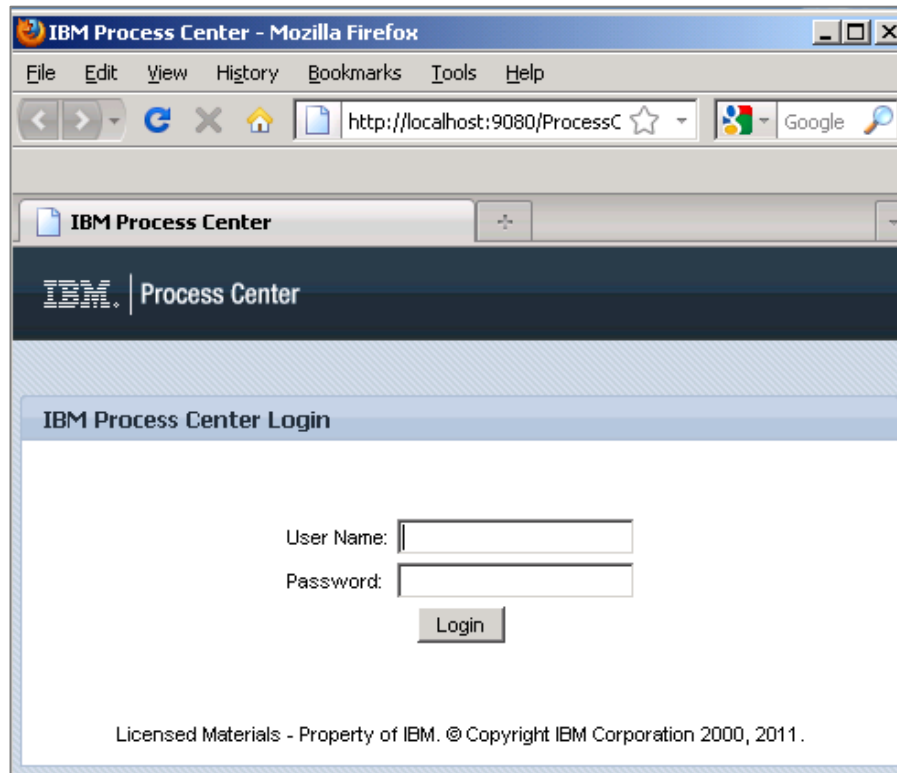 IBM Process Center - Mozilla Firefox
File Edit View History Bookmarks Tools Help
http://localhost:9080/ProcessC Google
IBM Process Center
IBM. Process Center
IBM Process Center Login
User Name:
Password:
Login
Licensed Materials - Property of IBM. © Copyright IBM Corporation 2000, 2011.